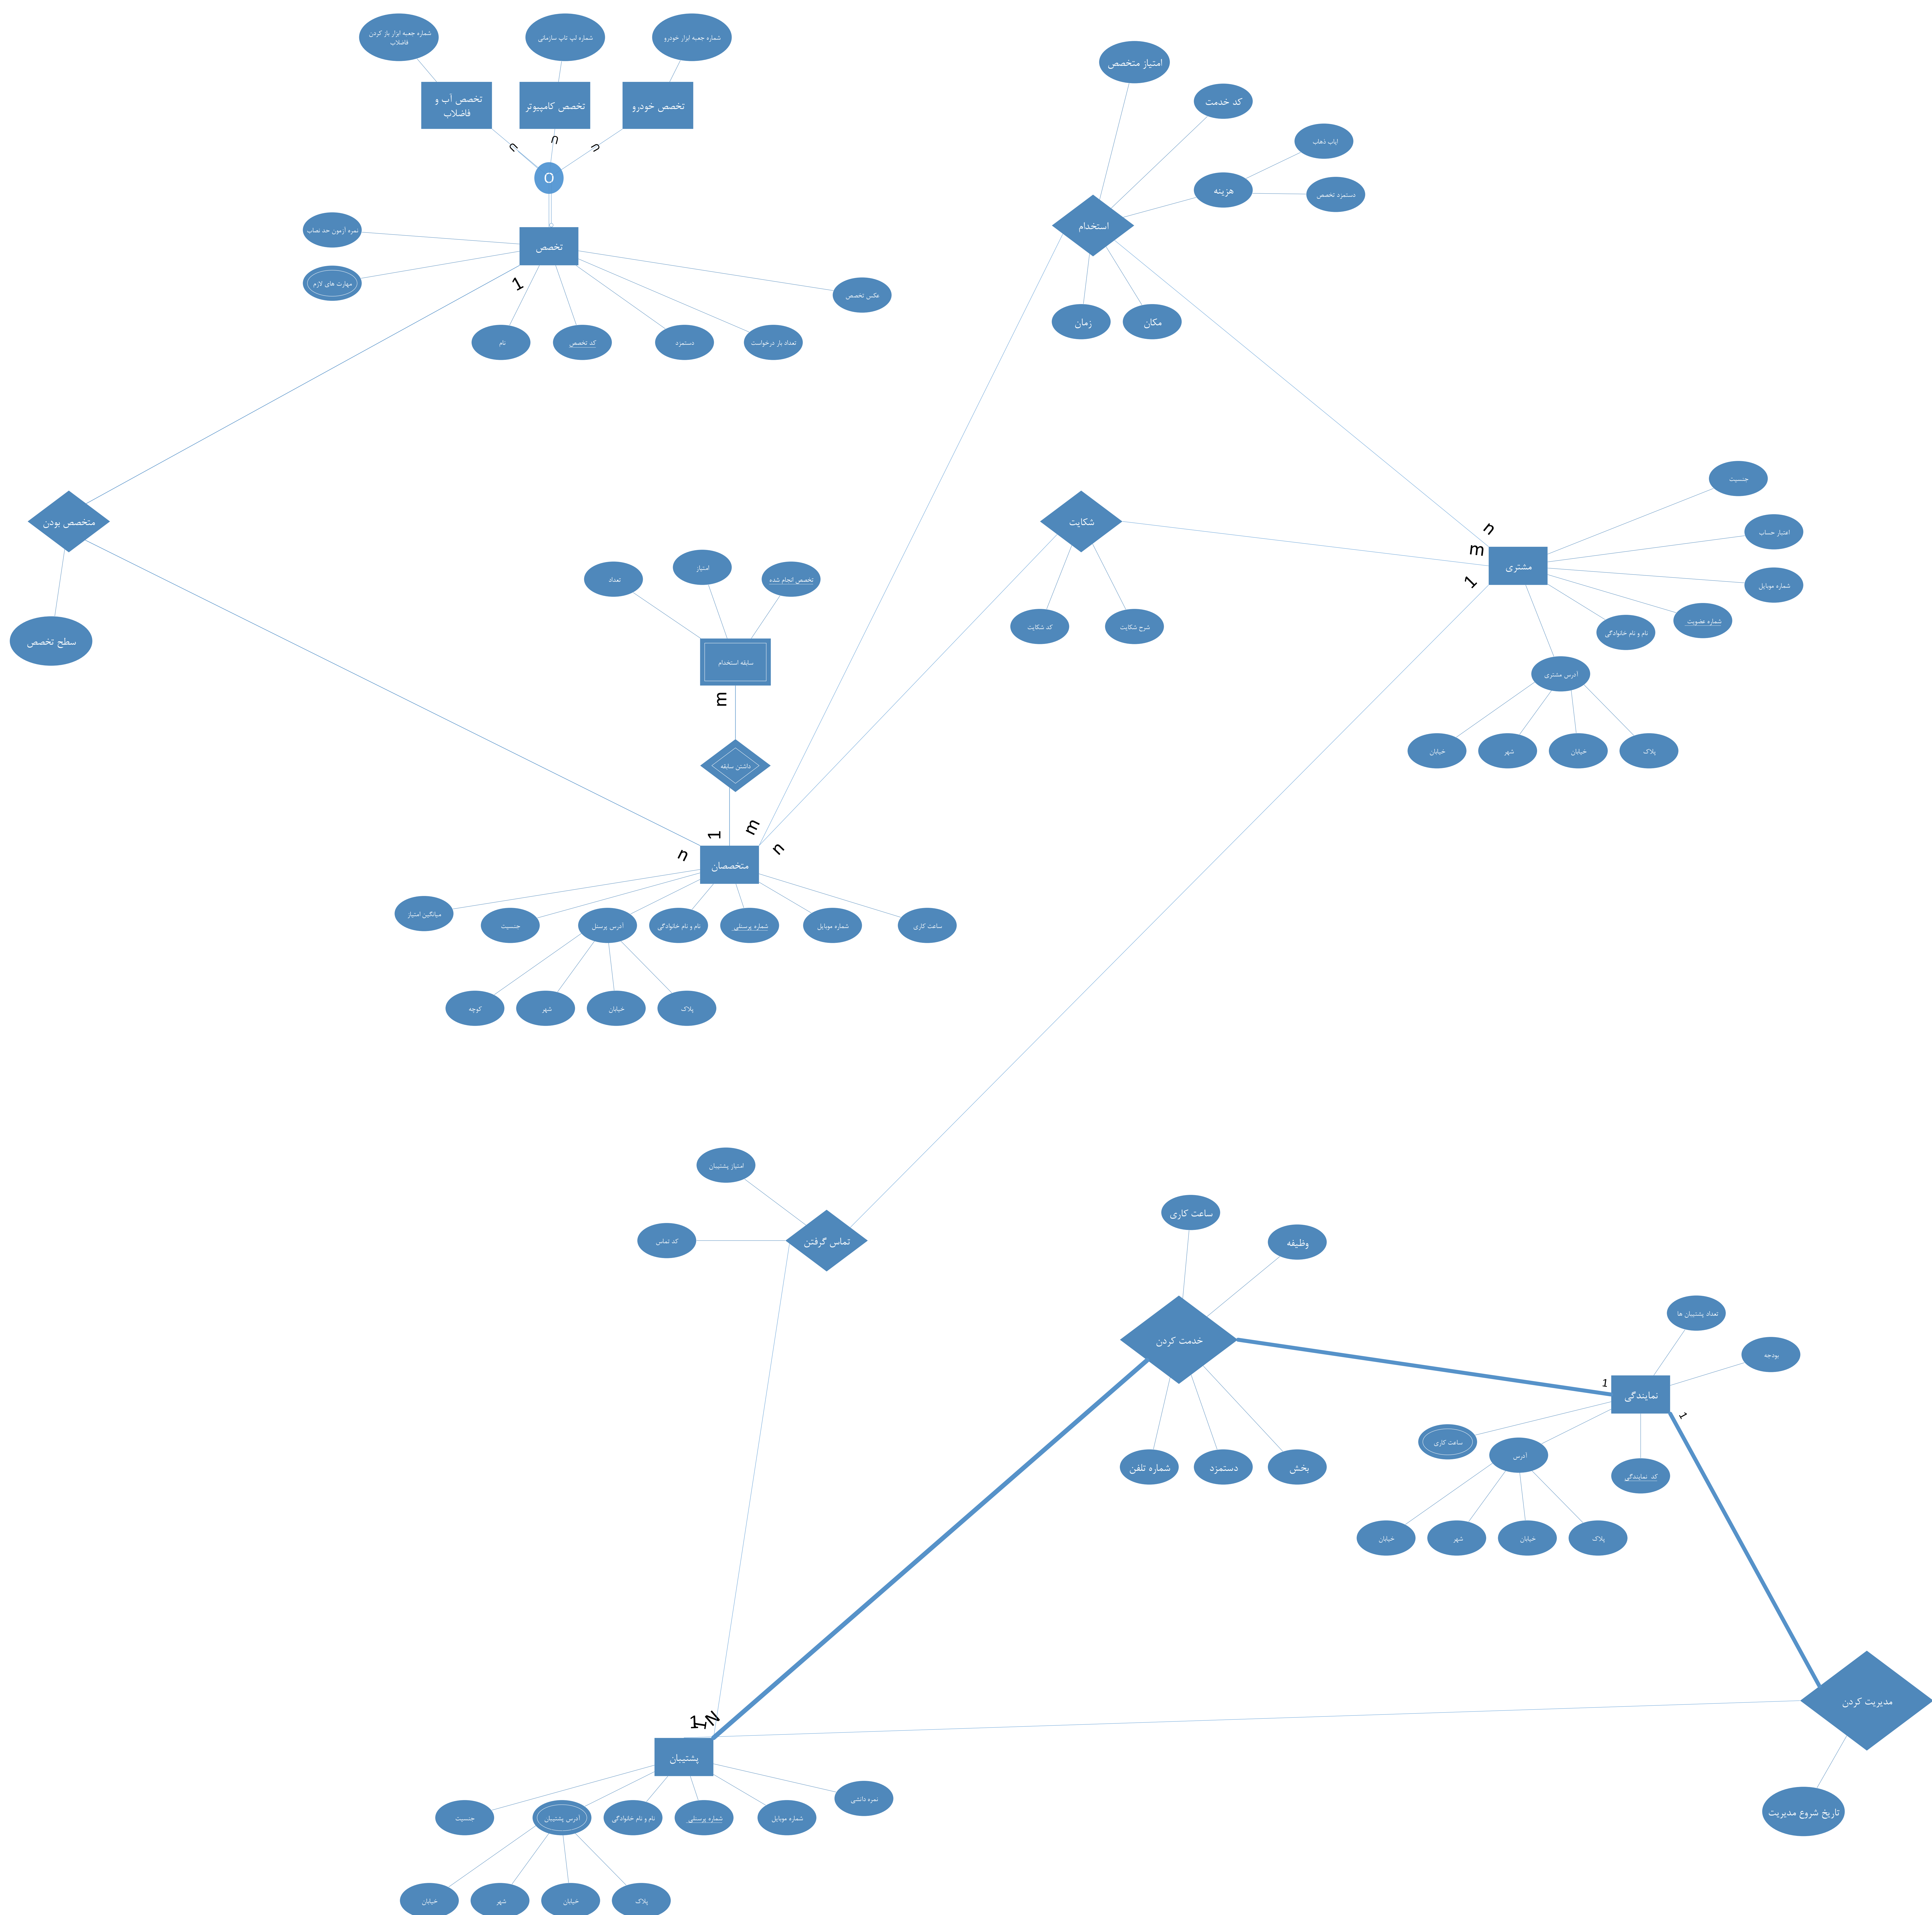 شماره جعبه ابزار باز کردن
فاضلاب
شماره لپ تاپ سازمانی
شماره جعبه ابزار خودرو
تخصص آب و
فاضلاب
تخصص کامپیوتر
تخصص خودرو
U
U
U
O
نمره آزمون حد نصاب
تخصص
مهارت های لازم
1
عکس تخصص
نام
کد تخصص
دستمزد
تعداد بار درخواست
امتیاز متخصص
کد خدمت
ایاب ذهاب
هزینه
دستمزد تخصص
استخدام
زمان
مکان
متخصص بودن
سطح تخصص
شکایت
کد شکایت
شرح شکایت
n
m
1
مشتری
جنسیت
اعتبار حساب
شماره موبایل
شماره عضویت
نام و نام خانوادگی
آدرس مشتری
خیابان
شهر
خیابان
پلاک
تعداد
امتیاز
تخصص انجام شده
سابقه استخدام
m
داشتن سابقه
1
m
n
n
متخصصان
میانگین امتیاز
جنسیت
آدرس پرسنل
نام و نام خانوادگی
شماره پرسنلی
شماره موبایل
ساعت کاری
کوچه
شهر
خیابان
پلاک
امتیاز پشتیبان
کد تماس
تماس گرفتن
ساعت کاری
وظیفه
خدمت کردن
شماره تلفن
دستمزد
بخش
تعداد پشتیبان ها
بودجه
1
نمایندگی
1
ساعت کاری
آدرس
کد نمایندگی
خیابان
شهر
خیابان
پلاک
مدیریت کردن
تاریخ شروع مدیریت
1
1
N
پشتیبان
جنسیت
آدرس پشتیبان
نام و نام خانوادگی
شماره پرسنلی
شماره موبایل
نمره دانشی
خیابان
شهر
خیابان
پلاک